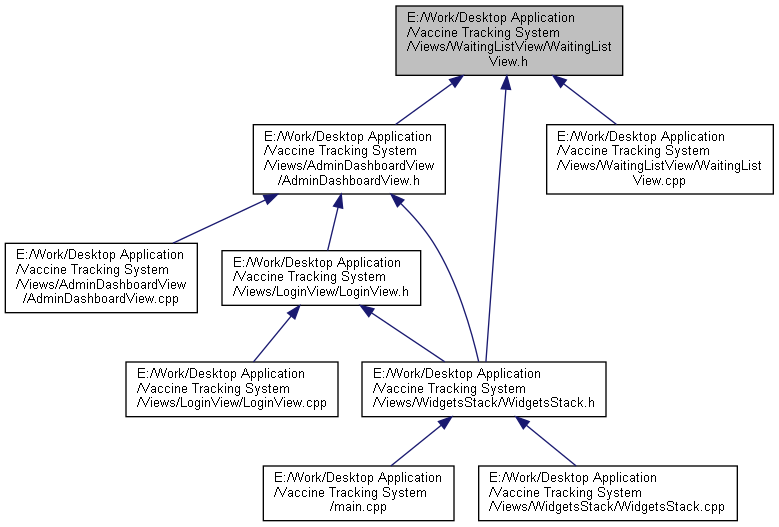 E:/Work/Desktop Application
/Vaccine Tracking System
/Views/WaitingListView/WaitingList
View.h
E:/Work/Desktop Application
/Vaccine Tracking System
/Views/AdminDashboardView
/AdminDashboardView.h
E:/Work/Desktop Application
/Vaccine Tracking System
/Views/WaitingListView/WaitingList
View.cpp
E:/Work/Desktop Application
/Vaccine Tracking System
/Views/AdminDashboardView
/AdminDashboardView.cpp
E:/Work/Desktop Application
/Vaccine Tracking System
/Views/LoginView/LoginView.h
E:/Work/Desktop Application
/Vaccine Tracking System
/Views/LoginView/LoginView.cpp
E:/Work/Desktop Application
/Vaccine Tracking System
/Views/WidgetsStack/WidgetsStack.h
E:/Work/Desktop Application
/Vaccine Tracking System
/main.cpp
E:/Work/Desktop Application
/Vaccine Tracking System
/Views/WidgetsStack/WidgetsStack.cpp